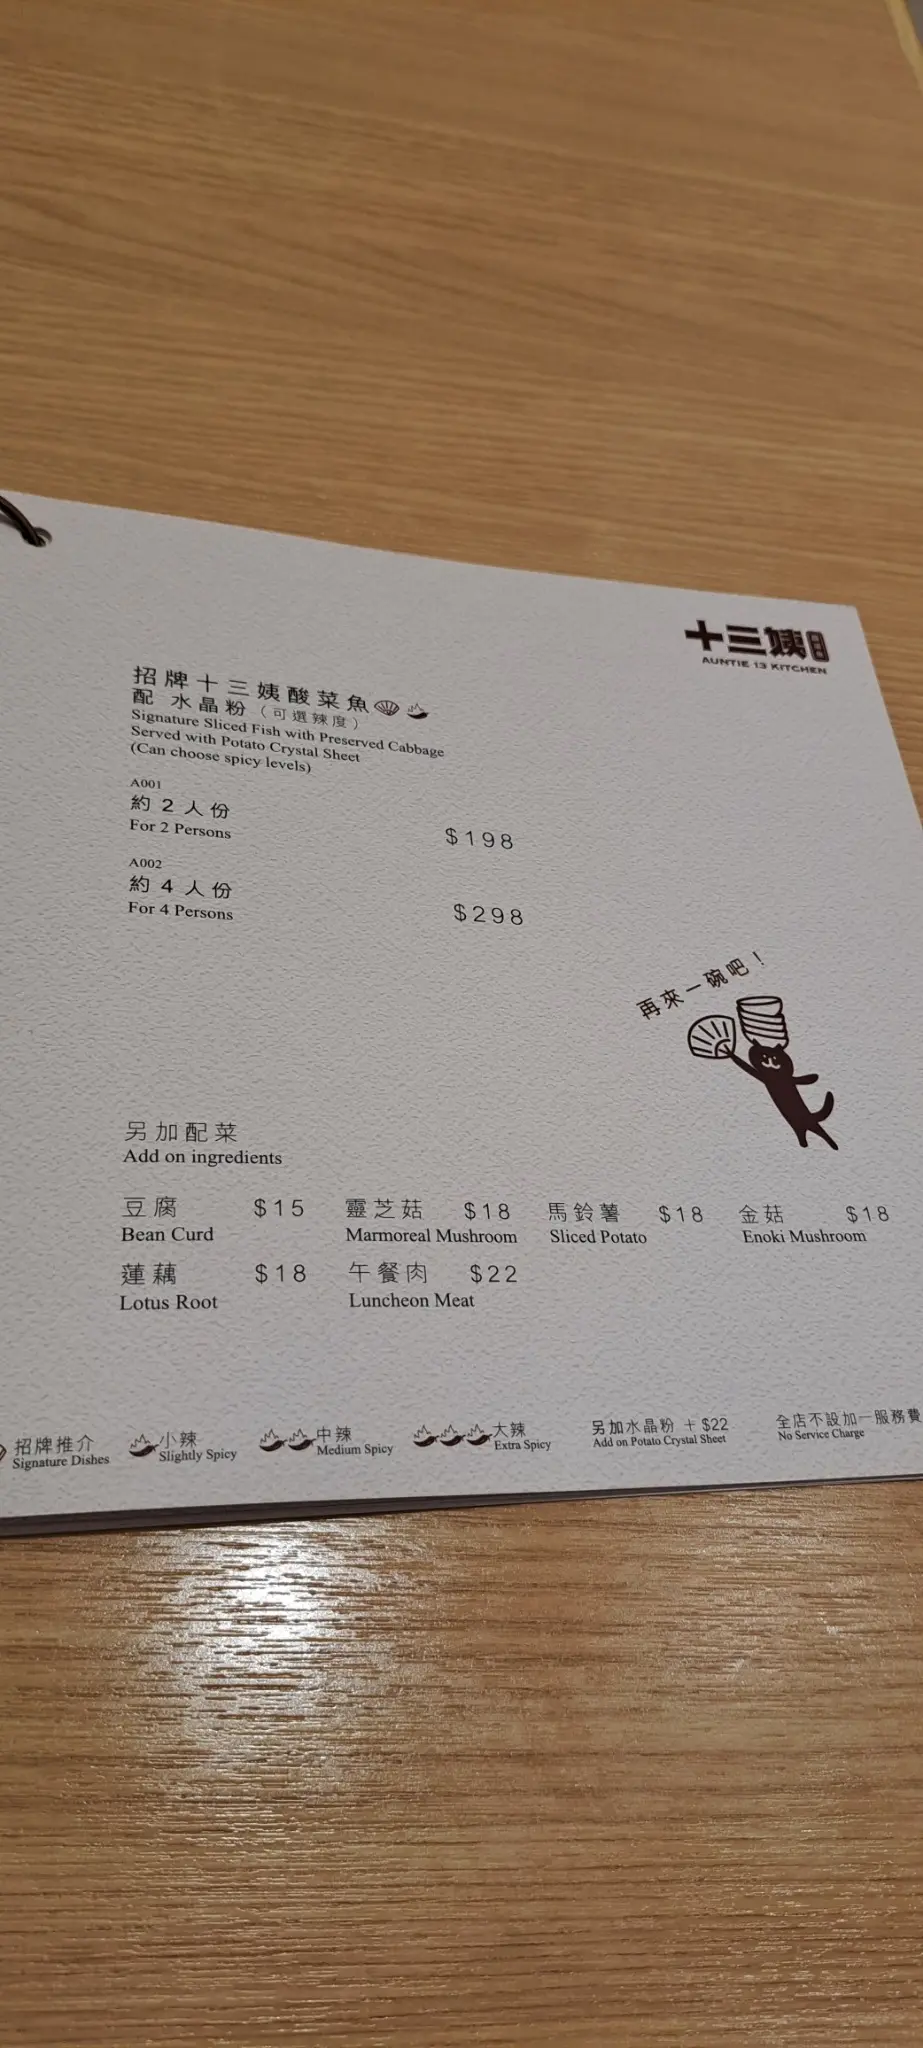 十三姨
AUNTIE 13 KITCHEN
招牌十三姨酸菜魚
配 水晶粉（可選辣度）
Signature Sliced Fish with Preserved Cabbage
Served with Potato Crystal Sheet
(Can choose spicy levels)
A001
約2人份
For 2 Persons
$198
A002
約4人份
For 4 Persons
$298
再來一碗吧！
另加配菜
Add on ingredients
豆腐 $15 靈芝菇 $18 馬鈴薯 $18 金菇 $18
Bean Curd Marmoreal Mushroom Sliced Potato Enoki Mushroom
蓮藕 $18 午餐肉 $22
Lotus Root Luncheon Meat
招牌推介 小辣 中辣 大辣 另加水晶粉 + $22 全店不設加一服務費
Signature Dishes Slightly Spicy Medium Spicy Extra Spicy Add on Potato Crystal Sheet No Service Charge